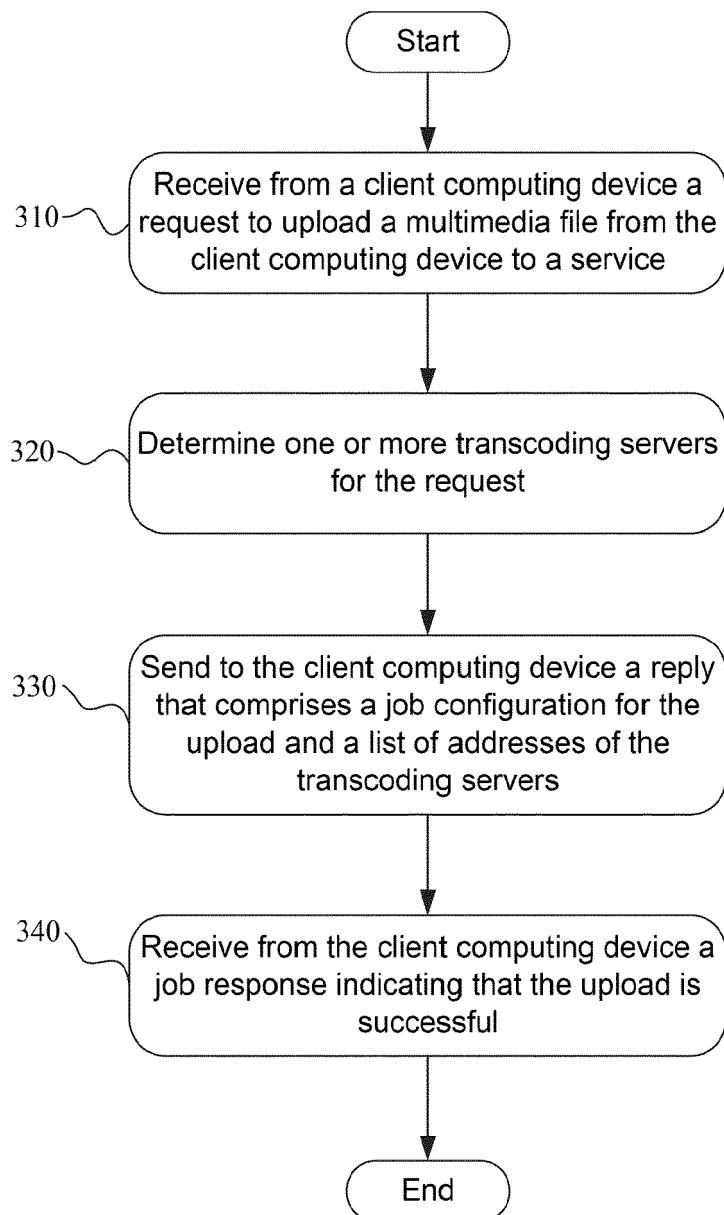 Start
310
Receive from a client computing device a
request to upload a multimedia file from the
client computing device to a service
320
Determine one or more transcoding servers
for the request
330
Send to the client computing device a reply
that comprises a job configuration for the
upload and a list of addresses of the
transcoding servers
340
Receive from the client computing device a
job response indicating that the upload is
successful
End